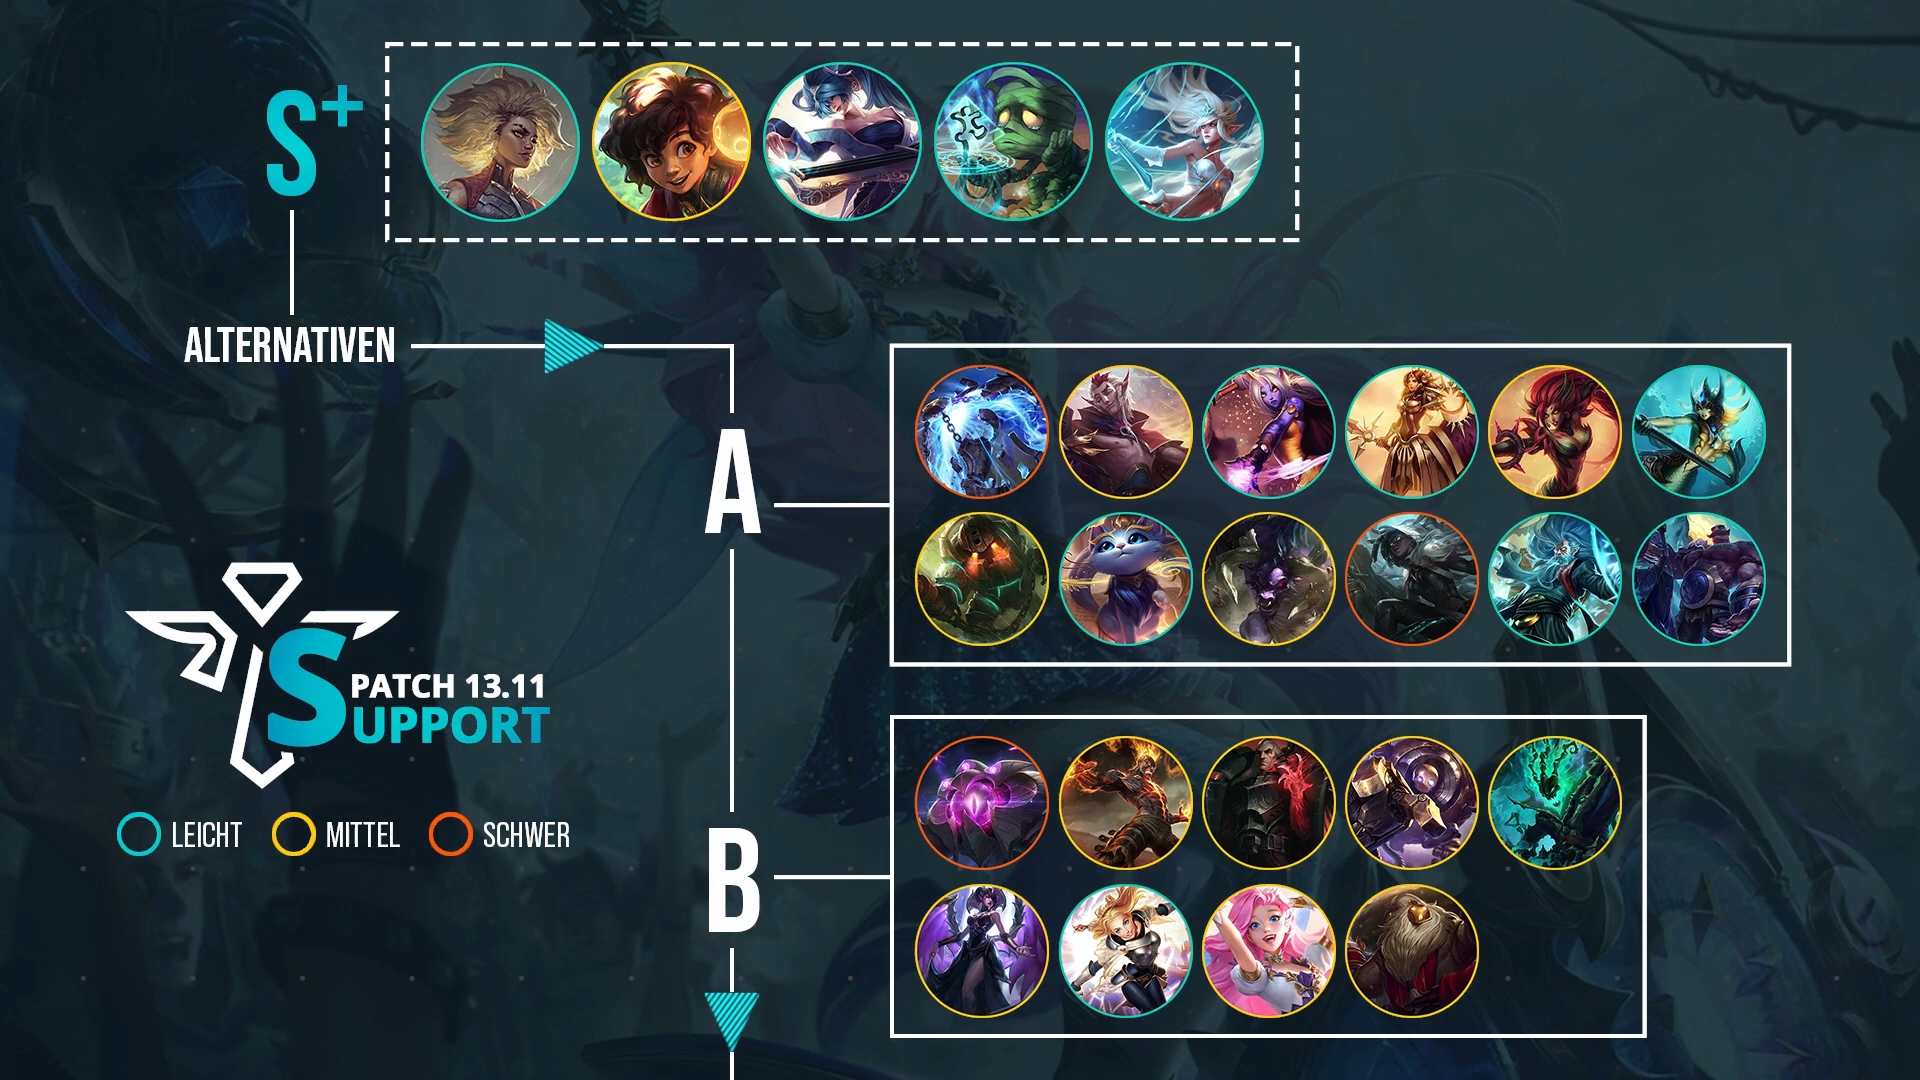 S+
ALTERNATIVEN
A
PATCH 13.11
SUPPORT
LEICHT
MITTEL
SCHWER
B